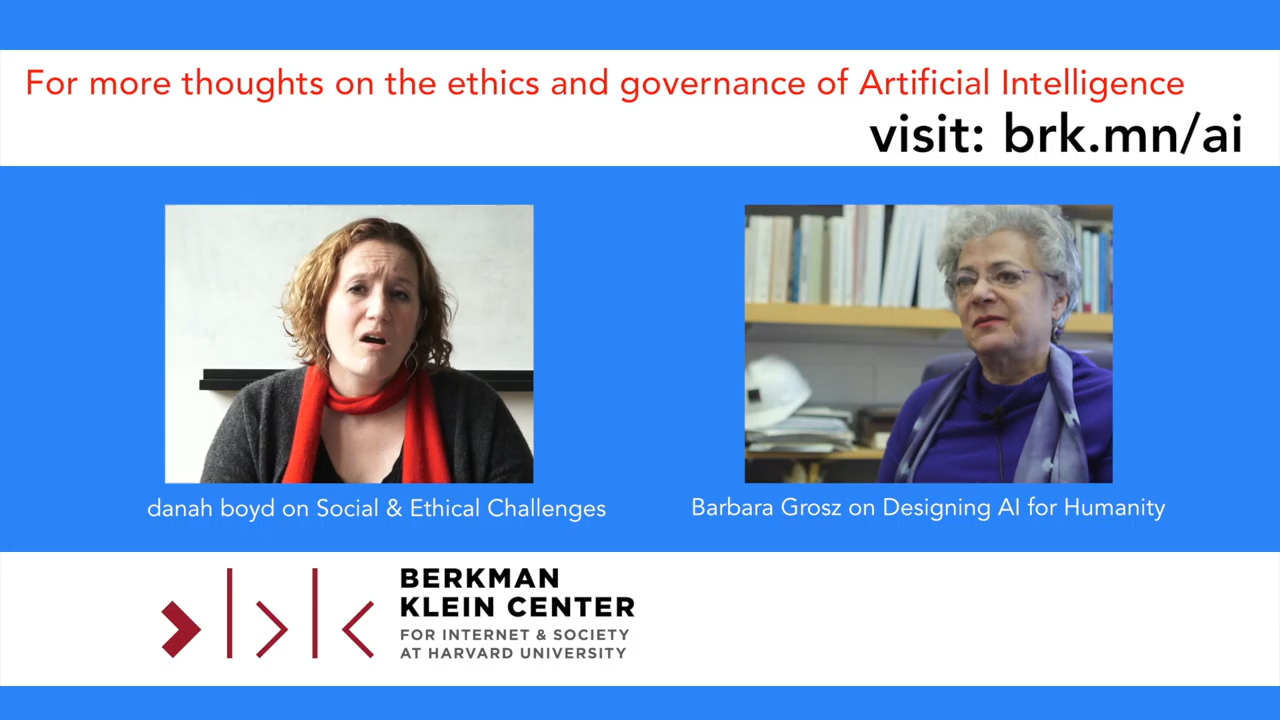 For more thoughts on the ethics and governance of Artificial Intelligence
visit: brk.mn/ai
danah boyd on Social & Ethical Challenges
Barbara Grosz on Designing AI for Humanity
BERKMAN
KLEIN CENTER
FOR INTERNET & SOCIETY
AT HARVARD UNIVERSITY